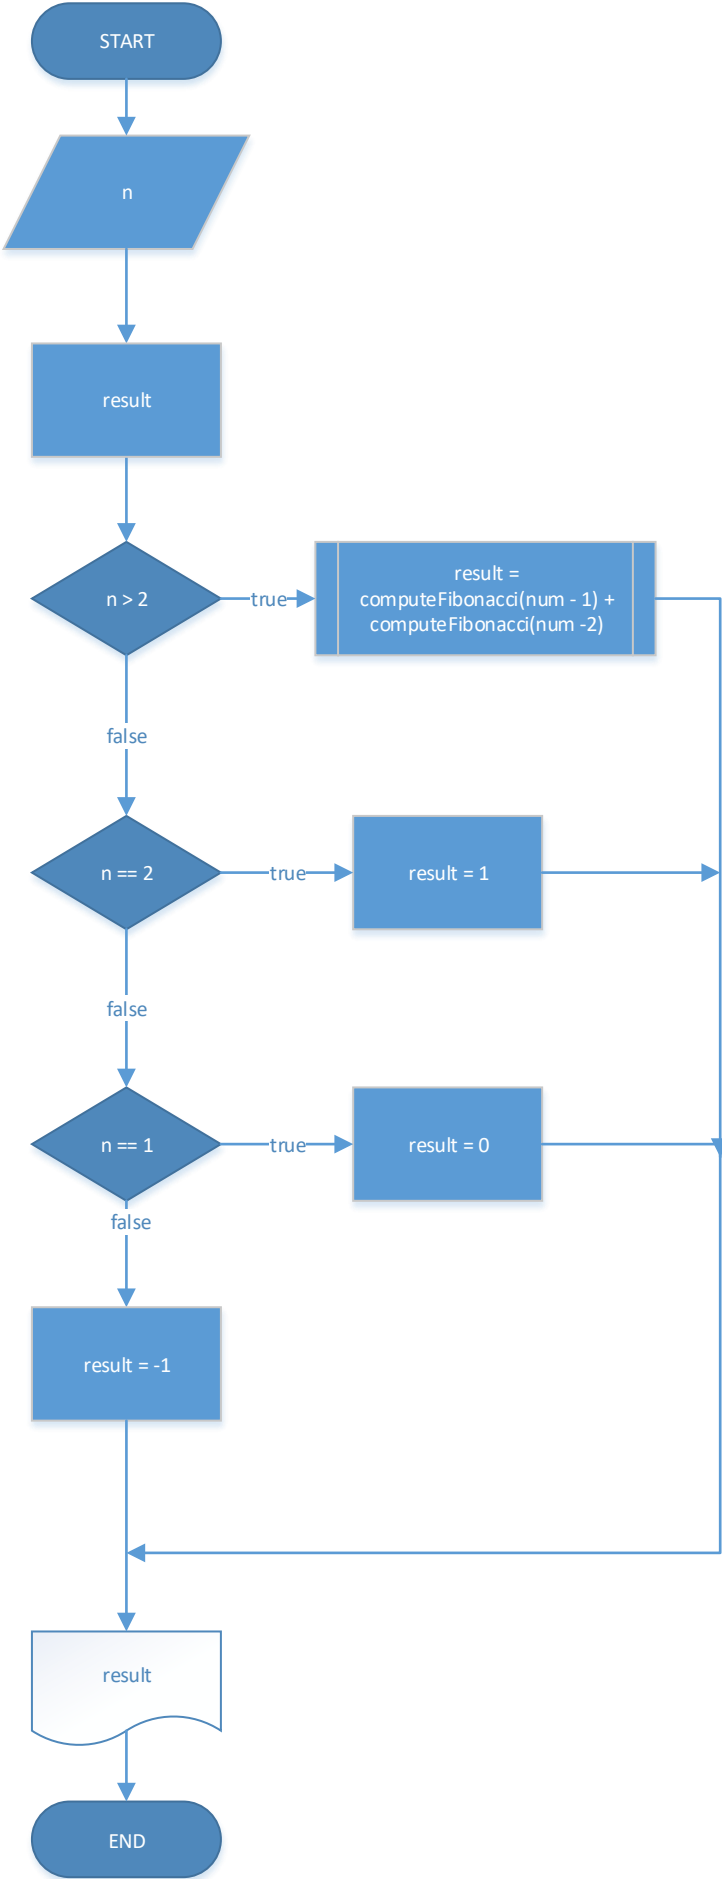 START
n
result
n > 2
true
result =
computeFibonacci(num - 1) +
computeFibonacci(num -2)
false
n == 2
true
result = 1
false
n == 1
true
result = 0
false
result = -1
result
END